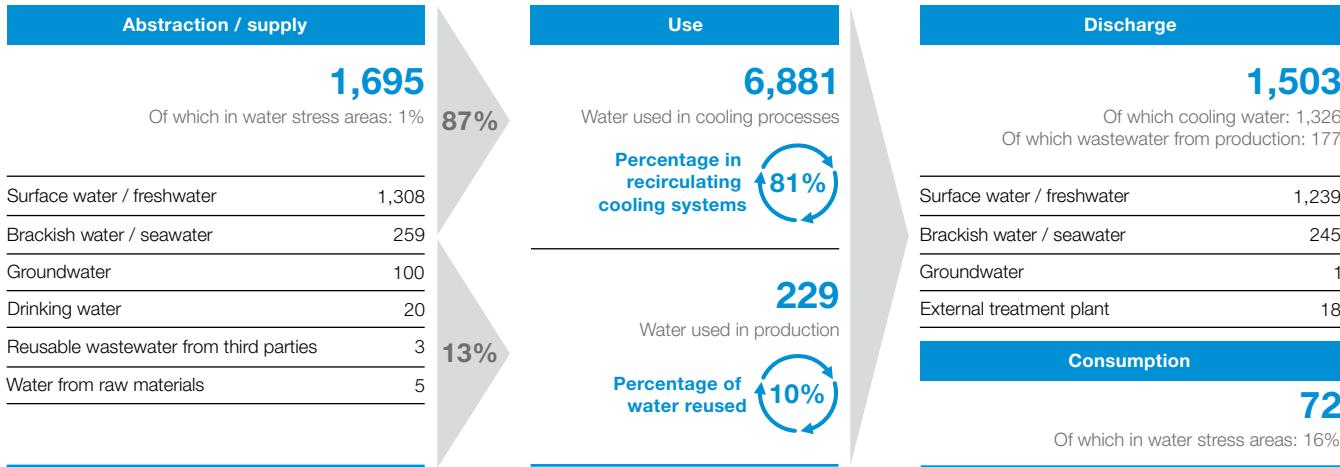 Abstraction / supply
1,695
Of which in water stress areas: 1%
Surface water / freshwater 1,308
Brackish water / seawater 259
Groundwater 100
Drinking water 20
Reusable wastewater from third parties 3
Water from raw materials 5
87%
13%
Use
6,881
Water used in cooling processes
Percentage in
recirculating
cooling systems
81%
229
Water used in production
Percentage of
water reused
10%
Discharge
1,503
Of which cooling water: 1,326
Of which wastewater from production: 177
Surface water / freshwater 1,239
Brackish water / seawater 245
Groundwater 1
External treatment plant 18
Consumption
72
Of which in water stress areas: 16%